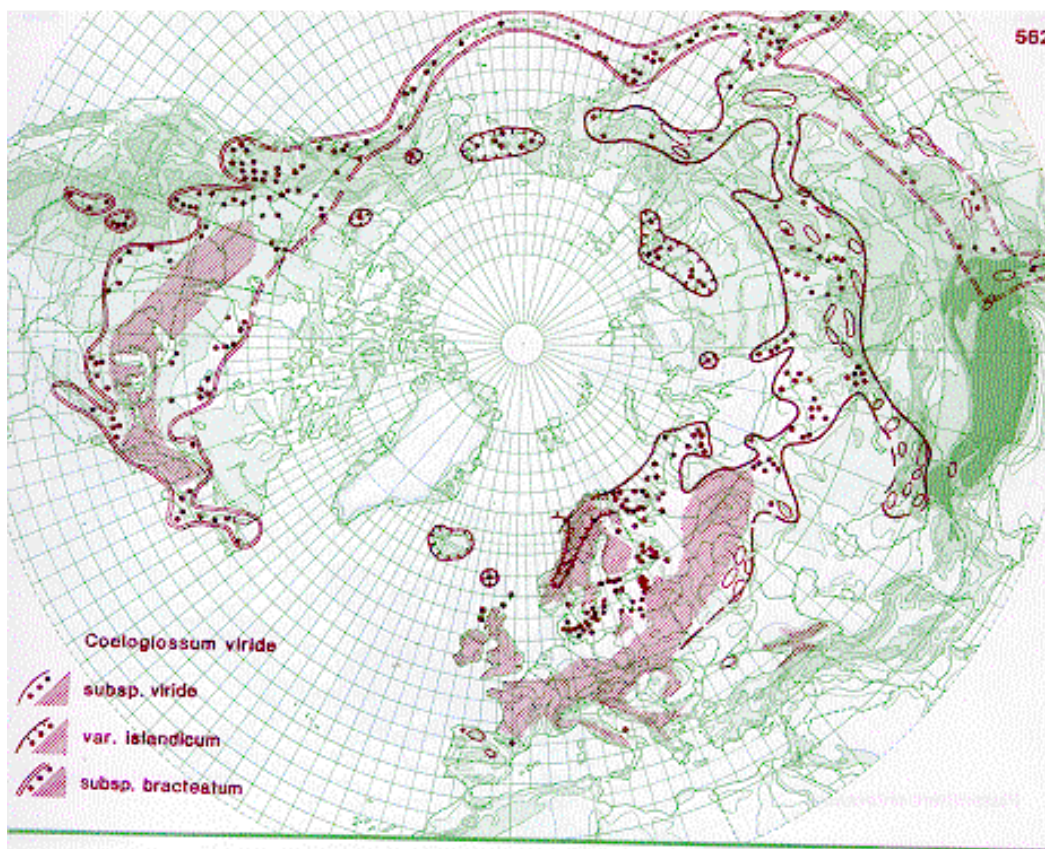 562
Coeloglossum viride
subsp. viride
var. islandicum
subsp. bracteatum